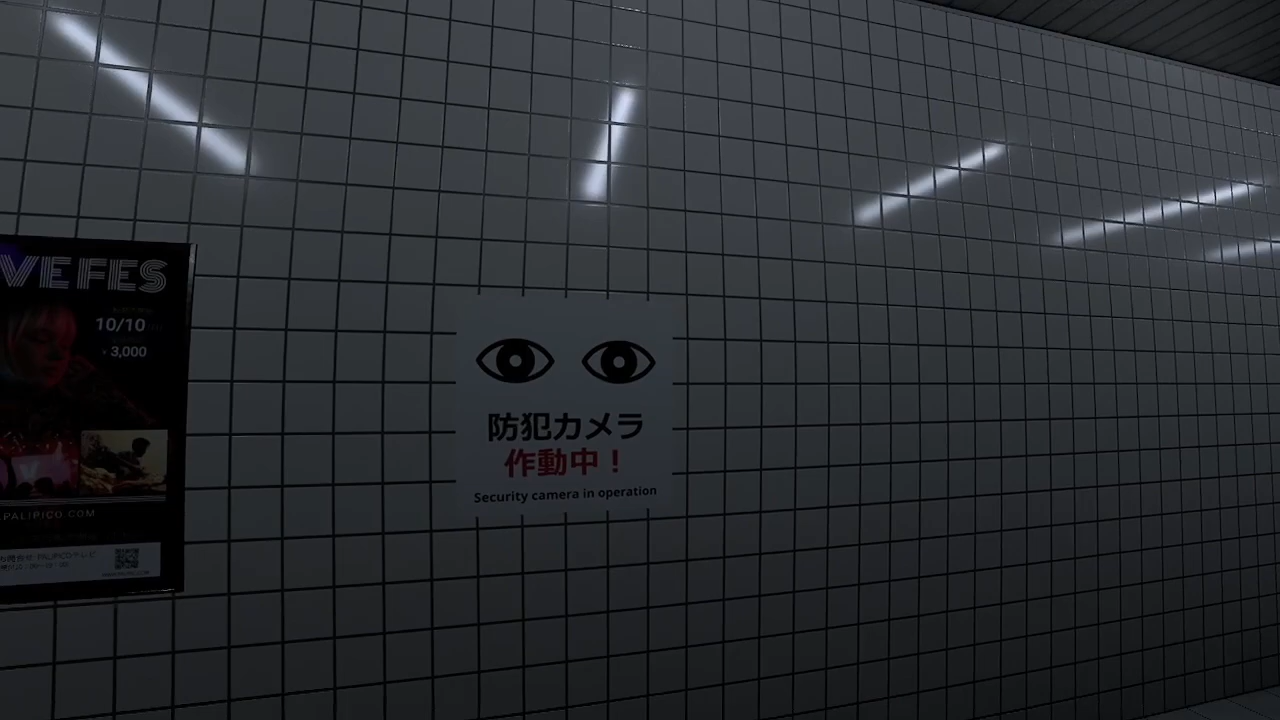 VEFES
10/10
¥3,000
.PALIPICO.COM
防犯カメラ
作動中！
Security camera in operation